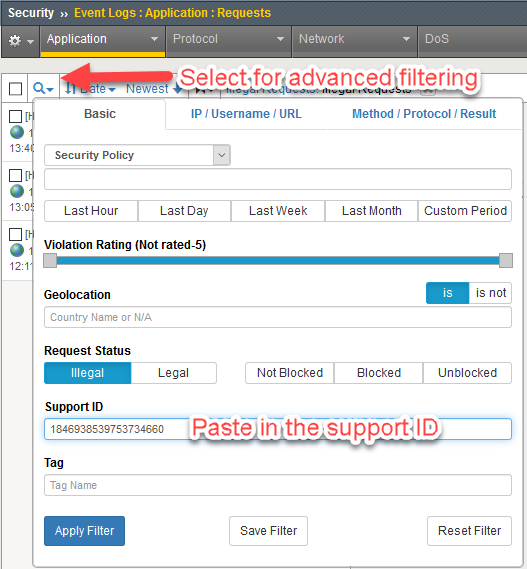 Security ›› Event Logs : Application : Requests
Application Protocol Network DoS
Select for advanced filtering
Date Newest Illegal Requests: Illegal Requests
[H
1
13:40
[H
1
13:05
[H
1
12:11
Basic IP / Username / URL Method / Protocol / Result
Security Policy
Last Hour Last Day Last Week Last Month Custom Period
Violation Rating (Not rated-5)
Geolocation is is not
Country Name or N/A
Request Status
Illegal Legal Not Blocked Blocked Unblocked
Support ID
1846938539753734660 Paste in the support ID
Tag
Tag Name
Apply Filter Save Filter Reset Filter